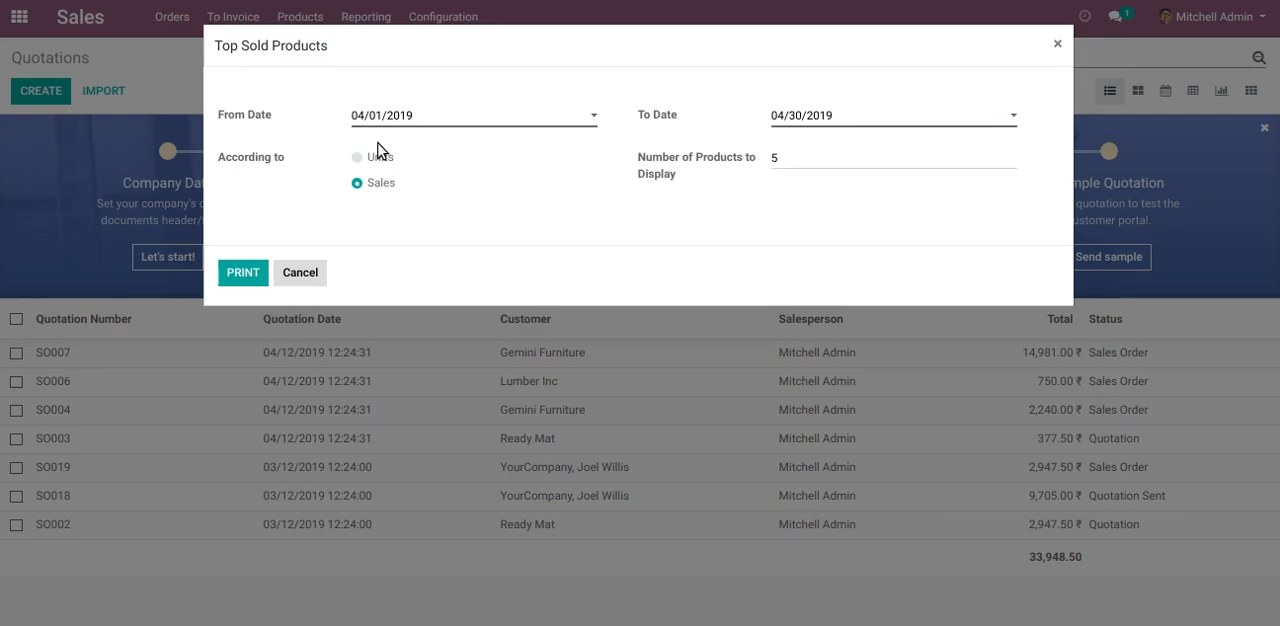 Sales Orders To Invoice Products Reporting Configuration 1 Mitchell Admin
Top Sold Products ×
Quotations
CREATE IMPORT
From Date 04/01/2019 To Date 04/30/2019
According to Units Number of Products to
Display 5
Sales
Company Dat
Set your company's
documents header/
Let's start!
mple Quotation
quotation to test the
ustomer portal.
Send sample
PRINT Cancel
Quotation Number Quotation Date Customer Salesperson Total Status
SO007 04/12/2019 12:24:31 Gemini Furniture Mitchell Admin 14,981.00 ₹ Sales Order
SO006 04/12/2019 12:24:31 Lumber Inc Mitchell Admin 750.00 ₹ Sales Order
SO004 04/12/2019 12:24:31 Gemini Furniture Mitchell Admin 2,240.00 ₹ Sales Order
SO003 04/12/2019 12:24:31 Ready Mat Mitchell Admin 377.50 ₹ Quotation
SO019 03/12/2019 12:24:00 YourCompany, Joel Willis Mitchell Admin 2,947.50 ₹ Sales Order
SO018 03/12/2019 12:24:00 YourCompany, Joel Willis Mitchell Admin 9,705.00 ₹ Quotation Sent
SO002 03/12/2019 12:24:00 Ready Mat Mitchell Admin 2,947.50 ₹ Quotation
33,948.50